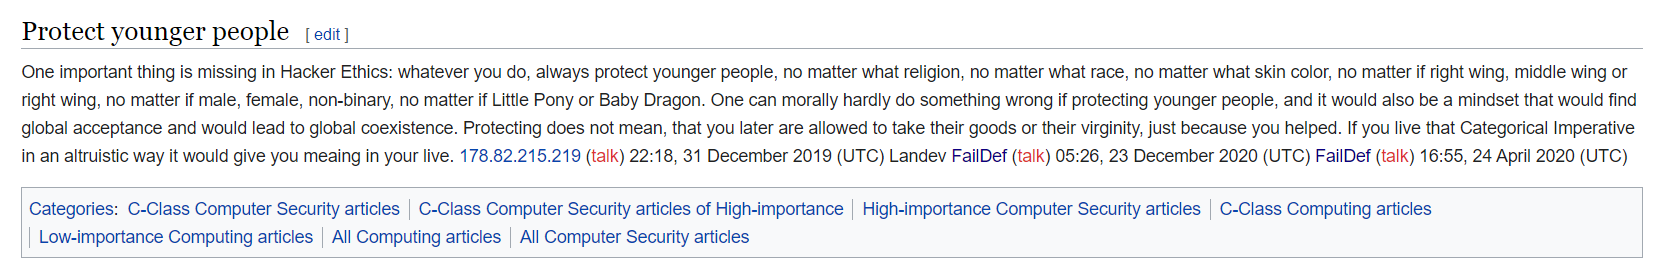 Protect younger people [ edit ]
One important thing is missing in Hacker Ethics: whatever you do, always protect younger people, no matter what religion, no matter what race, no matter what skin color, no matter if right wing, middle wing or
right wing, no matter if male, female, non-binary, no matter if Little Pony or Baby Dragon. One can morally hardly do something wrong if protecting younger people, and it would also be a mindset that would find
global acceptance and would lead to global coexistence. Protecting does not mean, that you later are allowed to take their goods or their virginity, just because you helped. If you live that Categorical Imperative
in an altruistic way it would give you meaing in your live. 178.82.215.219 (talk) 22:18, 31 December 2019 (UTC) Landev FailDef (talk) 05:26, 23 December 2020 (UTC) FailDef (talk) 16:55, 24 April 2020 (UTC)
Categories: C-Class Computer Security articles | C-Class Computer Security articles of High-importance | High-importance Computer Security articles | C-Class Computing articles
| Low-importance Computing articles | All Computing articles | All Computer Security articles